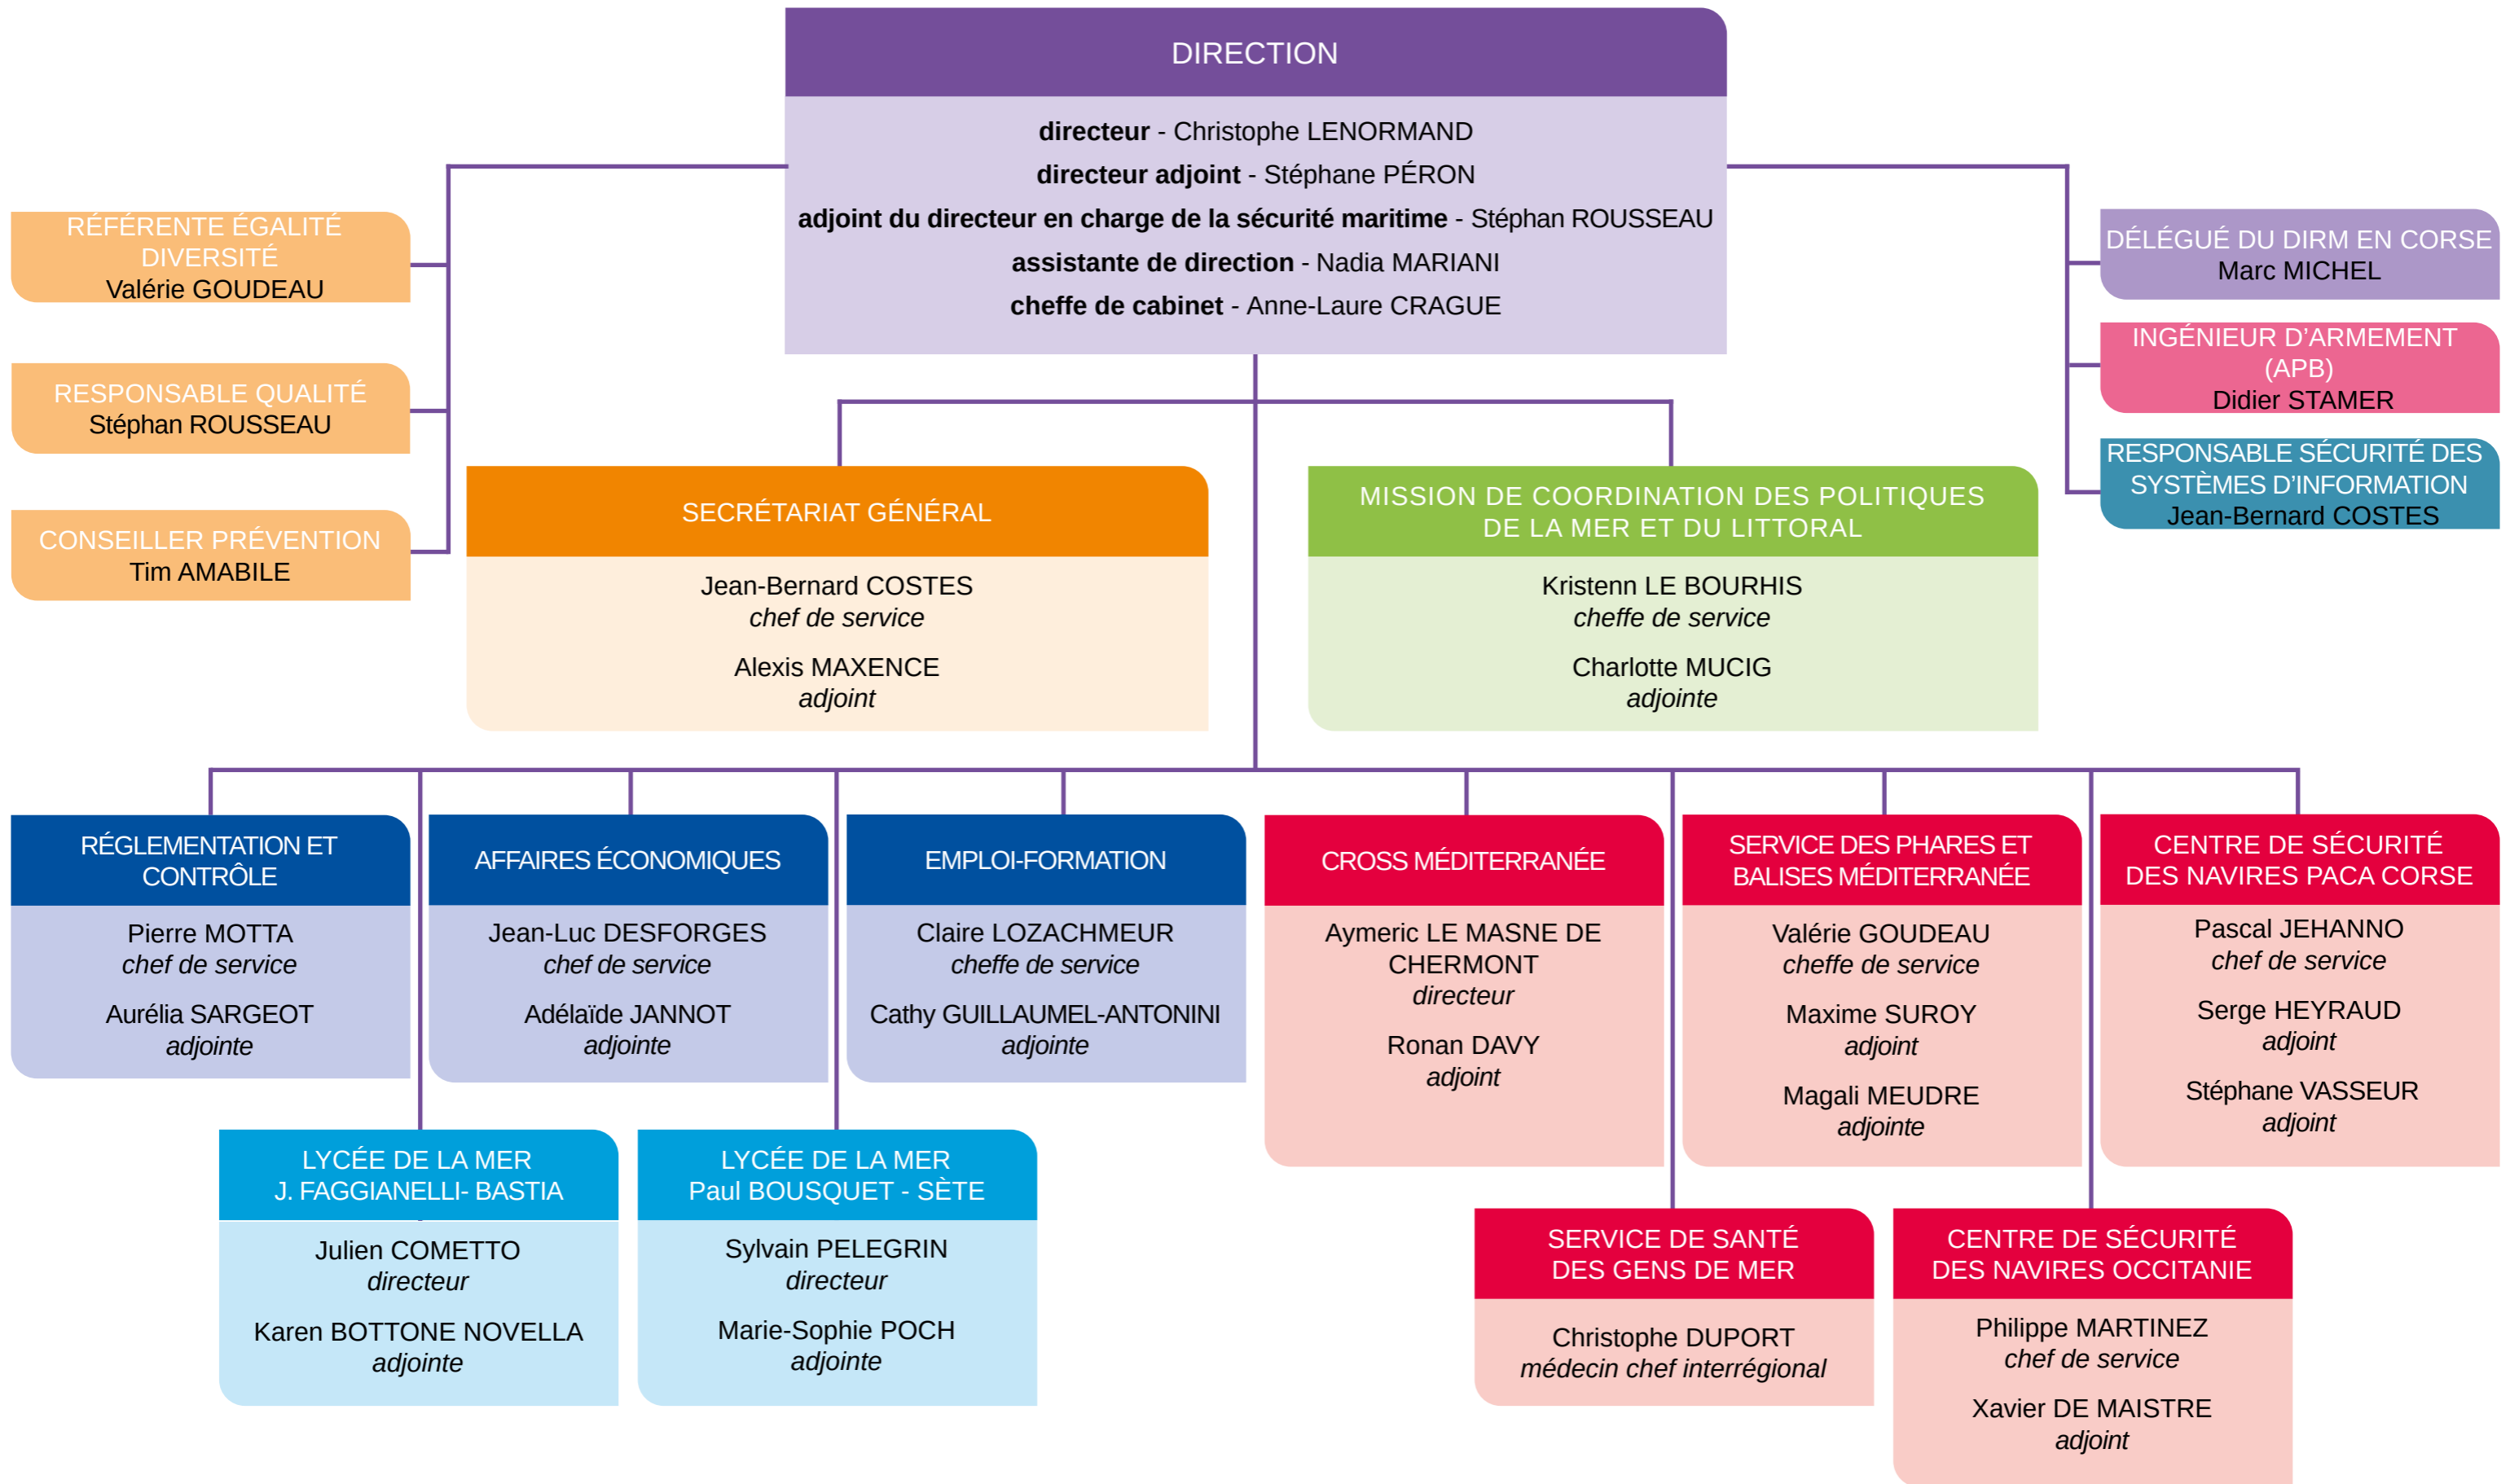 DIRECTION
directeur - Christophe LENORMAND
directeur adjoint - Stéphane PÉRON
adjoint du directeur en charge de la sécurité maritime - Stéphan ROUSSEAU
assistante de direction - Nadia MARIANI
cheffe de cabinet - Anne-Laure CRAGUE
RÉFÉRENTE ÉGALITÉ
DIVERSITÉ
Valérie GOUDEAU
RESPONSABLE QUALITÉ
Stéphan ROUSSEAU
CONSEILLER PRÉVENTION
Tim AMABILE
DÉLÉGUÉ DU DIRM EN CORSE
Marc MICHEL
INGÉNIEUR D’ARMEMENT
(APB)
Didier STAMER
RESPONSABLE SÉCURITÉ DES
SYSTÈMES D’INFORMATION
Jean-Bernard COSTES
SECRÉTARIAT GÉNÉRAL
Jean-Bernard COSTES
chef de service
Alexis MAXENCE
adjoint
MISSION DE COORDINATION DES POLITIQUES
DE LA MER ET DU LITTORAL
Kristenn LE BOURHIS
cheffe de service
Charlotte MUCIG
adjointe
RÉGLEMENTATION ET
CONTRÔLE
Pierre MOTTA
chef de service
Aurélia SARGEOT
adjointe
AFFAIRES ÉCONOMIQUES
Jean-Luc DESFORGES
chef de service
Adélaïde JANNOT
adjointe
EMPLOI-FORMATION
Claire LOZACHMEUR
cheffe de service
Cathy GUILLAUMEL-ANTONINI
adjointe
CROSS MÉDITERRANÉE
Aymeric LE MASNE DE
CHERMONT
directeur
Ronan DAVY
adjoint
SERVICE DES PHARES ET
BALISES MÉDITERRANÉE
Valérie GOUDEAU
cheffe de service
Maxime SUROY
adjoint
Magali MEUDRE
adjointe
CENTRE DE SÉCURITÉ
DES NAVIRES PACA CORSE
Pascal JEHANNO
chef de service
Serge HEYRAUD
adjoint
Stéphane VASSEUR
adjoint
LYCÉE DE LA MER
J. FAGGIANELLI- BASTIA
Julien COMETTO
directeur
Karen BOTTONE NOVELLA
adjointe
LYCÉE DE LA MER
Paul BOUSQUET - SÈTE
Sylvain PELEGRIN
directeur
Marie-Sophie POCH
adjointe
SERVICE DE SANTÉ
DES GENS DE MER
Christophe DUPORT
médecin chef interrégional
CENTRE DE SÉCURITÉ
DES NAVIRES OCCITANIE
Philippe MARTINEZ
chef de service
Xavier DE MAISTRE
adjoint